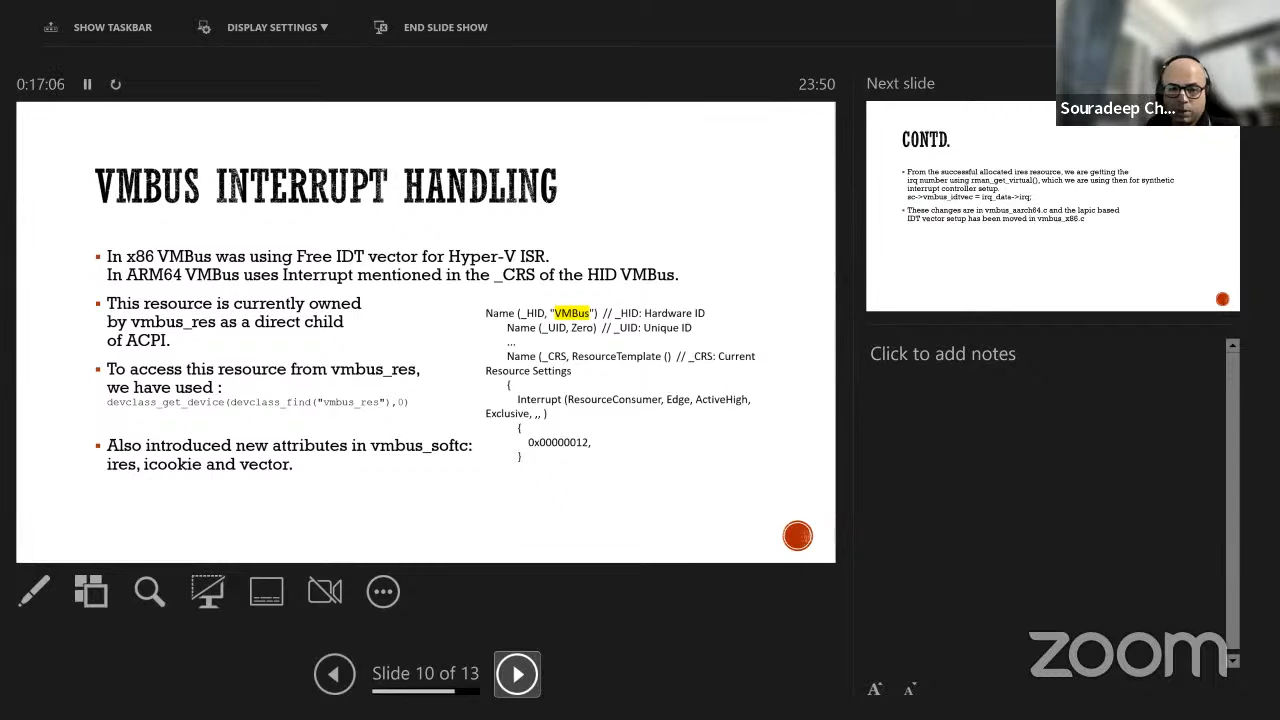 SHOW TASKBAR
DISPLAY SETTINGS ▼
END SLIDE SHOW
0:17:06
23:50
VMBUS INTERRUPT HANDLING
▪ In x86 VMBus was using Free IDT vector for Hyper-V ISR.
In ARM64 VMBus uses Interrupt mentioned in the _CRS of the HID VMBus.
▪ This resource is currently owned
by vmbus_res as a direct child
of ACPI.
▪ To access this resource from vmbus_res,
we have used :
devclass_get_device(devclass_find("vmbus_res"),0)
▪ Also introduced new attributes in vmbus_softc:
ires, icookie and vector.
Name (_HID, "VMBus") // _HID: Hardware ID
Name (_UID, Zero) // _UID: Unique ID
...
Name (_CRS, ResourceTemplate () // _CRS: Current
Resource Settings
{
Interrupt (ResourceConsumer, Edge, ActiveHigh,
Exclusive, ,, )
{
0x00000012,
}
Slide 10 of 13
Next slide
Souradeep Ch...
CONTD.
▪ From the successful allocated ires resource, we are getting the
irq number using rman_get_virtual(), which we are using then for synthetic
interrupt controller setup.
sc->vmbus_idtvec = irq_data->irq;
▪ These changes are in vmbus_aarch64.c and the lapic based
IDT vector setup has been moved in vmbus_x86.c
Click to add notes
zoom
A A